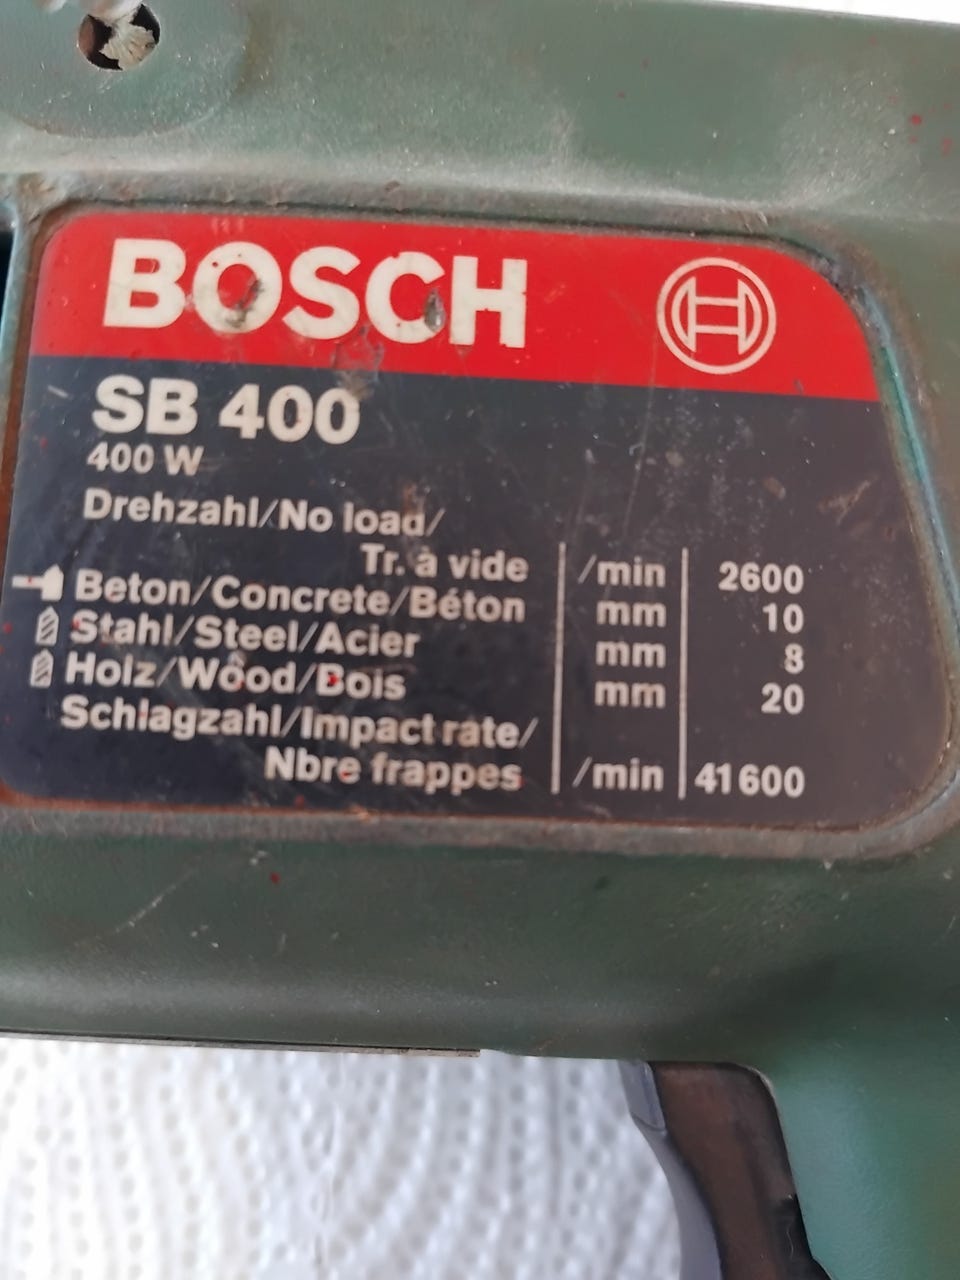 BOSCH
SB 400
400 W
Drehzahl/No load/
Tr. à vide /min 2600
Beton/Concrete/Béton mm 10
Stahl/Steel/Acier mm 8
Holz/Wood/Bois mm 20
Schlagzahl/Impact rate/
Nbre frappes /min 41600